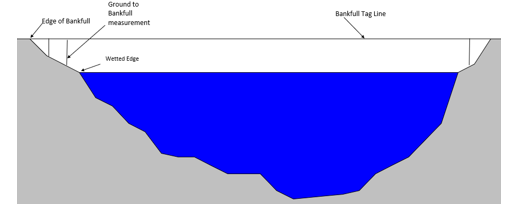 Ground to
Bankfull
measurement
Edge of Bankfull
Bankfull Tag Line
Wetted Edge